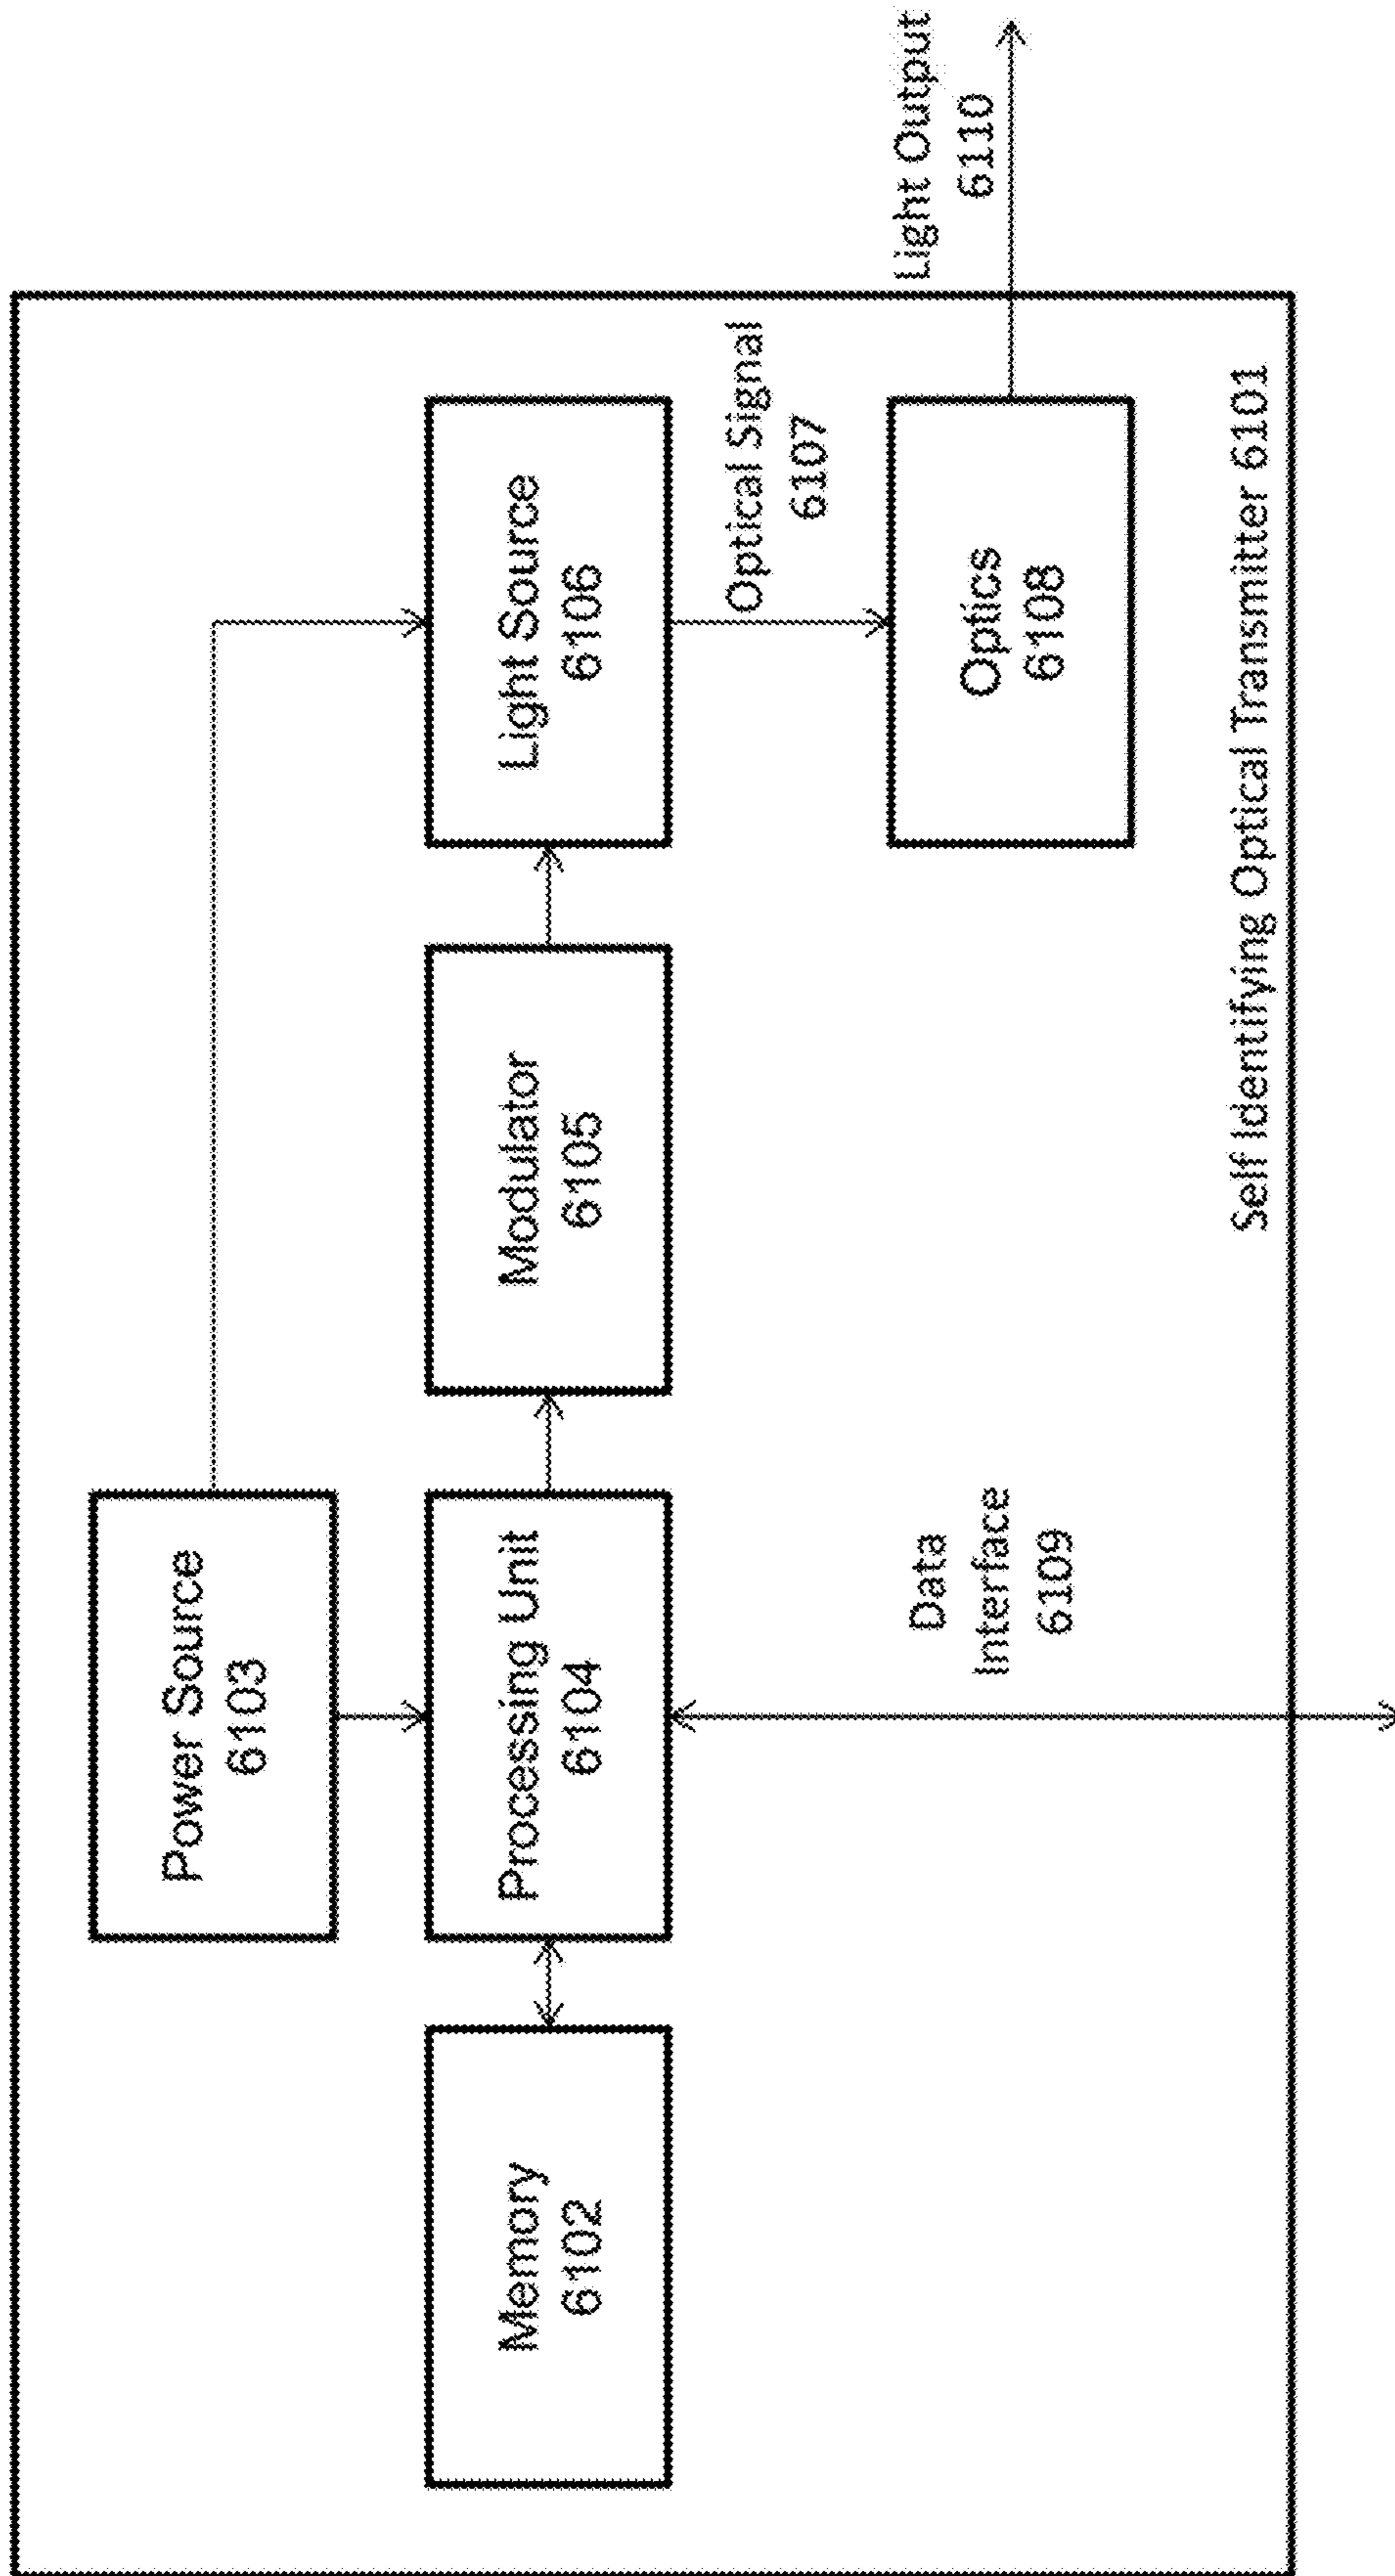 Power Source
6103
Memory
6102
Processing Unit
6104
Modulator
6105
Light Source
6106
Optical Signal
6107
Light Output
6110
Data
Interface
6109
Optics
6108
Self Identifying Optical Transmitter 6101